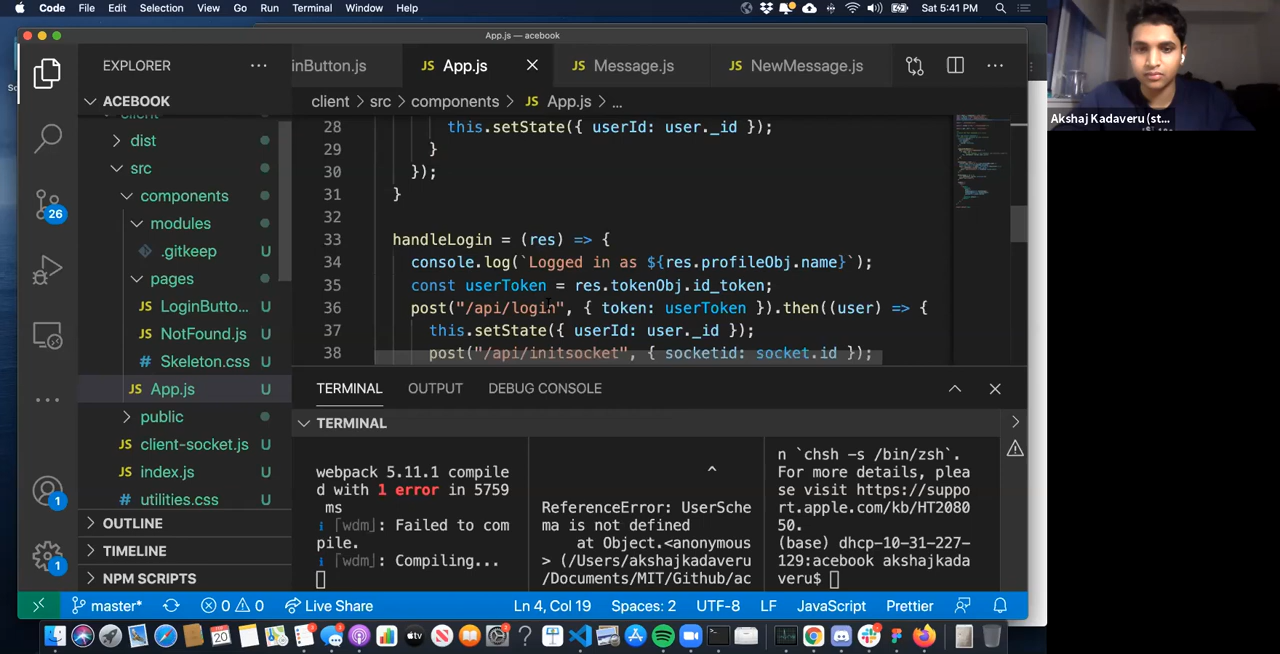 Code File Edit Selection View Go Run Terminal Window Help
Sat 5:41 PM
App.js — acebook
EXPLORER
inButton.js
JS App.js
JS Message.js
JS NewMessage.js
ACEBOOK
client > src > components > JS App.js > ...
client
dist
src
components
modules
.gitkeep U
pages
JS LoginButto... U
JS NotFound.js U
# Skeleton.css U
JS App.js U
public
JS client-socket.js U
JS index.js U
# utilities.css U
OUTLINE
TIMELINE
NPM SCRIPTS
26
1
1
28 this.setState({ userId: user._id });
29 }
30 });
31 }
32
33 handleLogin = (res) => {
34 console.log(`Logged in as ${res.profileObj.name}`);
35 const userToken = res.tokenObj.id_token;
36 post("/api/login", { token: userToken }).then((user) => {
37 this.setState({ userId: user._id });
38 post("/api/initsocket", { socketid: socket.id });
TERMINAL OUTPUT DEBUG CONSOLE
TERMINAL
webpack 5.11.1 compile
d with 1 error in 5759
ms
i 「wdm」: Failed to com
pile.
i 「wdm」: Compiling...
^
ReferenceError: UserSche
ma is not defined
at Object.<anonymous
> (/Users/akshajkadaveru
/Documents/MIT/Github/ac
n `chsh -s /bin/zsh`.
For more details, plea
se visit https://suppo
rt.apple.com/kb/HT2080
50.
(base) dhcp-10-31-227-
129:acebook akshajkada
veru$
master*
0 0
Live Share
Ln 4, Col 19
Spaces: 2
UTF-8
LF
JavaScript
Prettier
Akshaj Kadaveru (st...